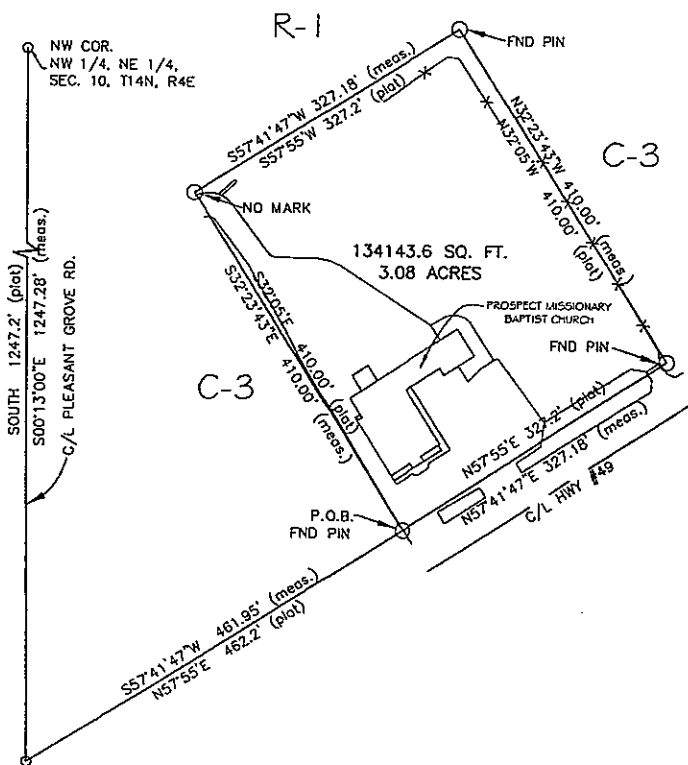 R-1
NW COR.
NW 1/4, NE 1/4,
SEC. 10, T14N, R4E
FND PIN
S57°41'47"W 327.18' (meas.)
S57°55'W 327.2' (plat)
N32°23'43"W 410.00' (meas.)
N32°05'W 410.00' (plat)
C-3
NO MARK
134143.6 SQ. FT.
3.08 ACRES
PROSPECT MISSIONARY
BAPTIST CHURCH
FND PIN
S32°05'E 410.00' (plat)
S32°23'43"E 410.00' (meas.)
C-3
SOUTH 1247.2' (plat)
S00°13'00"E 1247.28' (meas.)
C/L PLEASANT GROVE RD.
N57°55'E 327.2' (plat)
N57°41'47"E 327.18' (meas.)
C/L HWY #49
P.O.B.
FND PIN
S57°41'47"W 461.95' (meas.)
N57°55'E 462.2' (plat)